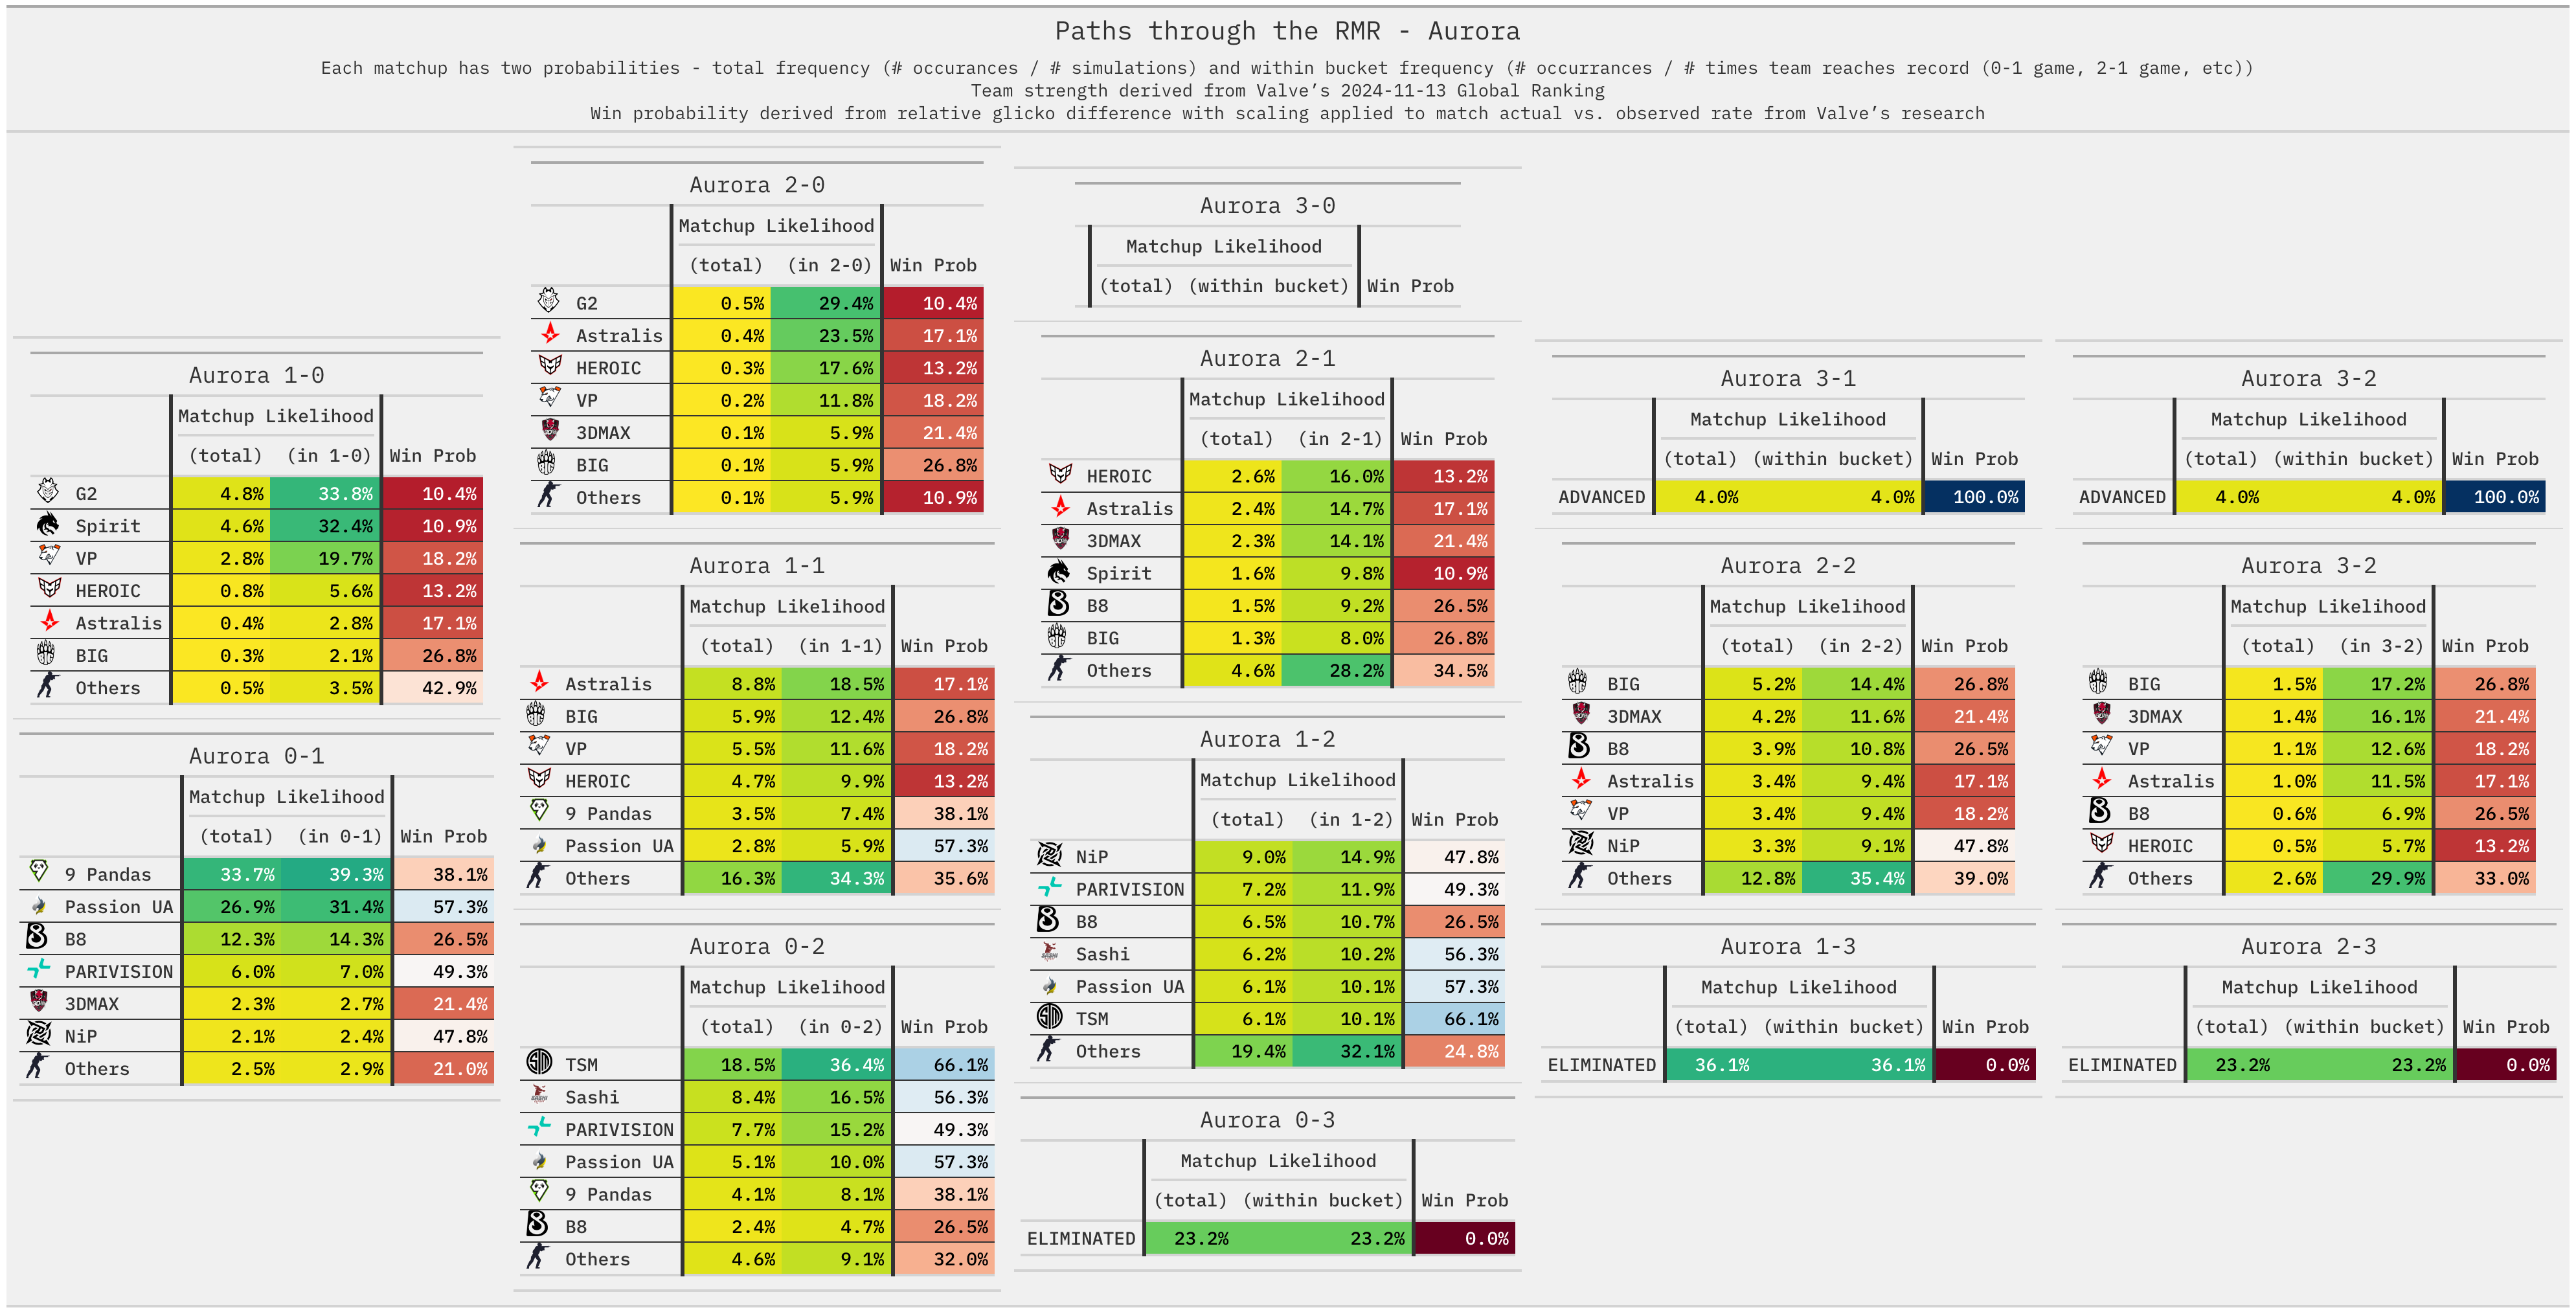 Paths through the RMR - Aurora
Each matchup has two probabilities - total frequency (# occurances / # simulations) and within bucket frequency (# occurrances / # times team reaches record (0-1 game, 2-1 game, etc))
Team strength derived from Valve's 2024-11-13 Global Ranking
Win probability derived from relative glicko difference with scaling applied to match actual vs. observed rate from Valve's research
Aurora 1-0
Matchup Likelihood
(total) (in 1-0) Win Prob
G2 4.8% 33.8% 10.4%
Spirit 4.6% 32.4% 10.9%
VP 2.8% 19.7% 18.2%
HEROIC 0.8% 5.6% 13.2%
Astralis 0.4% 2.8% 17.1%
BIG 0.3% 2.1% 26.8%
Others 0.5% 3.5% 42.9%
Aurora 0-1
Matchup Likelihood
(total) (in 0-1) Win Prob
9 Pandas 33.7% 39.3% 38.1%
Passion UA 26.9% 31.4% 57.3%
B8 12.3% 14.3% 26.5%
PARIVISION 6.0% 7.0% 49.3%
3DMAX 2.3% 2.7% 21.4%
NiP 2.1% 2.4% 47.8%
Others 2.5% 2.9% 21.0%
Aurora 2-0
Matchup Likelihood
(total) (in 2-0) Win Prob
G2 0.5% 29.4% 10.4%
Astralis 0.4% 23.5% 17.1%
HEROIC 0.3% 17.6% 13.2%
VP 0.2% 11.8% 18.2%
3DMAX 0.1% 5.9% 21.4%
BIG 0.1% 5.9% 26.8%
Others 0.1% 5.9% 10.9%
Aurora 1-1
Matchup Likelihood
(total) (in 1-1) Win Prob
Astralis 8.8% 18.5% 17.1%
BIG 5.9% 12.4% 26.8%
VP 5.5% 11.6% 18.2%
HEROIC 4.7% 9.9% 13.2%
9 Pandas 3.5% 7.4% 38.1%
Passion UA 2.8% 5.9% 57.3%
Others 16.3% 34.3% 35.6%
Aurora 0-2
Matchup Likelihood
(total) (in 0-2) Win Prob
TSM 18.5% 36.4% 66.1%
Sashi 8.4% 16.5% 56.3%
PARIVISION 7.7% 15.2% 49.3%
Passion UA 5.1% 10.0% 57.3%
9 Pandas 4.1% 8.1% 38.1%
B8 2.4% 4.7% 26.5%
Others 4.6% 9.1% 32.0%
Aurora 3-0
Matchup Likelihood
(total) (within bucket) Win Prob
Aurora 2-1
Matchup Likelihood
(total) (in 2-1) Win Prob
HEROIC 2.6% 16.0% 13.2%
Astralis 2.4% 14.7% 17.1%
3DMAX 2.3% 14.1% 21.4%
Spirit 1.6% 9.8% 10.9%
B8 1.5% 9.2% 26.5%
BIG 1.3% 8.0% 26.8%
Others 4.6% 28.2% 34.5%
Aurora 1-2
Matchup Likelihood
(total) (in 1-2) Win Prob
NiP 9.0% 14.9% 47.8%
PARIVISION 7.2% 11.9% 49.3%
B8 6.5% 10.7% 26.5%
Sashi 6.2% 10.2% 56.3%
Passion UA 6.1% 10.1% 57.3%
TSM 6.1% 10.1% 66.1%
Others 19.4% 32.1% 24.8%
Aurora 0-3
Matchup Likelihood
(total) (within bucket) Win Prob
ELIMINATED 23.2% 23.2% 0.0%
Aurora 3-1
Matchup Likelihood
(total) (within bucket) Win Prob
ADVANCED 4.0% 4.0% 100.0%
Aurora 2-2
Matchup Likelihood
(total) (in 2-2) Win Prob
BIG 5.2% 14.4% 26.8%
3DMAX 4.2% 11.6% 21.4%
B8 3.9% 10.8% 26.5%
Astralis 3.4% 9.4% 17.1%
VP 3.4% 9.4% 18.2%
NiP 3.3% 9.1% 47.8%
Others 12.8% 35.4% 39.0%
Aurora 1-3
Matchup Likelihood
(total) (within bucket) Win Prob
ELIMINATED 36.1% 36.1% 0.0%
Aurora 3-2
Matchup Likelihood
(total) (within bucket) Win Prob
ADVANCED 4.0% 4.0% 100.0%
Aurora 3-2
Matchup Likelihood
(total) (in 3-2) Win Prob
BIG 1.5% 17.2% 26.8%
3DMAX 1.4% 16.1% 21.4%
VP 1.1% 12.6% 18.2%
Astralis 1.0% 11.5% 17.1%
B8 0.6% 6.9% 26.5%
HEROIC 0.5% 5.7% 13.2%
Others 2.6% 29.9% 33.0%
Aurora 2-3
Matchup Likelihood
(total) (within bucket) Win Prob
ELIMINATED 23.2% 23.2% 0.0%